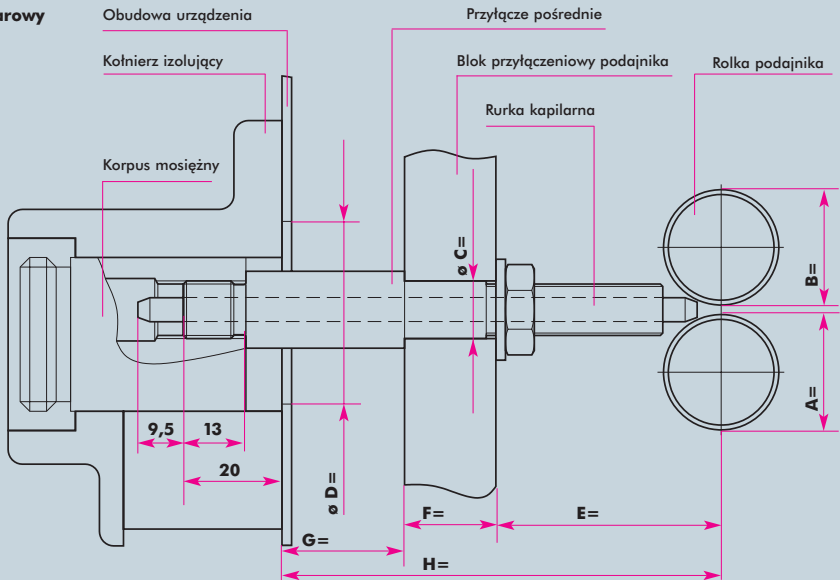 Obudowa urządzenia
Przyłącze pośrednie
Kołnierz izolujący
Blok przyłączeniowy podajnika
Rolka podajnika
Rurka kapilarna
Korpus mosiężny
ø C=
B=
A=
9,5
13
20
ø D=
F=
E=
G=
H=